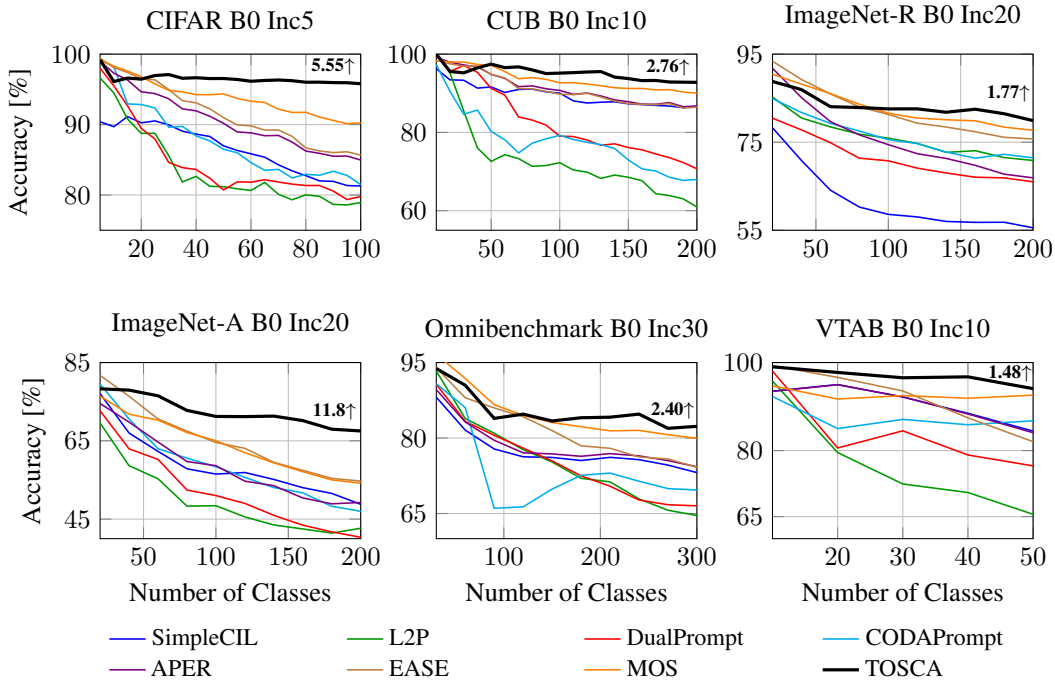 CIFAR B0 Inc5
CUB B0 Inc10
ImageNet-R B0 Inc20
Accuracy [%]
100
90
80
5.55↑
20 40 60 80 100
100
80
60
2.76↑
50 100 150 200
95
75
55
1.77↑
50 100 150 200
ImageNet-A B0 Inc20
Omnibenchmark B0 Inc30
VTAB B0 Inc10
Accuracy [%]
85
65
45
11.8↑
50 100 150 200
Number of Classes
95
80
65
2.40↑
100 200 300
Number of Classes
100
80
65
1.48↑
20 30 40 50
Number of Classes
SimpleCIL L2P DualPrompt CODAPrompt
APER EASE MOS TOSCA